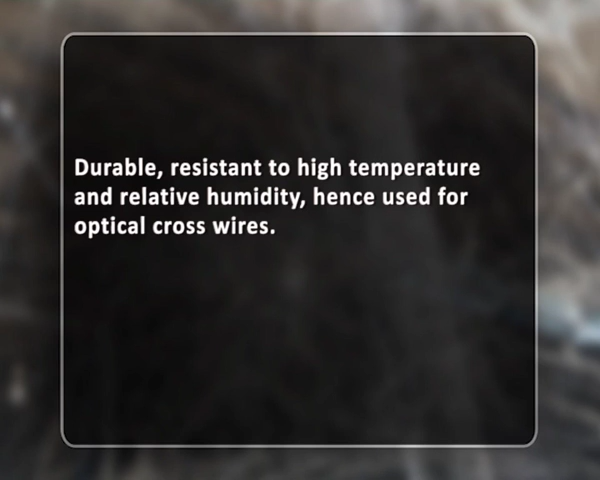 Durable, resistant to high temperature
and relative humidity, hence used for
optical cross wires.